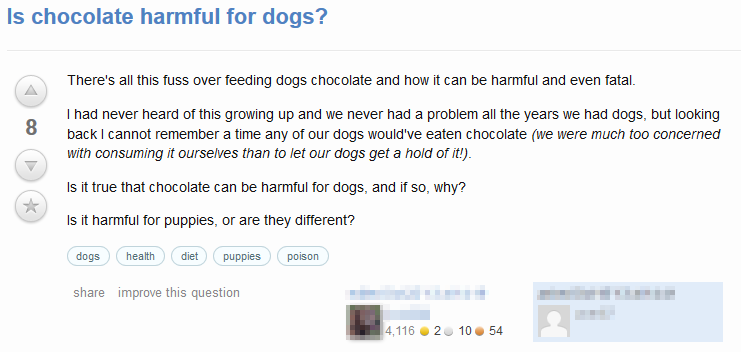 Is chocolate harmful for dogs?
There's all this fuss over feeding dogs chocolate and how it can be harmful and even fatal.
I had never heard of this growing up and we never had a problem all the years we had dogs, but looking
8
back I cannot remember a time any of our dogs would've eaten chocolate (we were much too concerned
with consuming it ourselves than to let our dogs get a hold of it!).
Is it true that chocolate can be harmful for dogs, and if so, why?
Is it harmful for puppies, or are they different?
dogs health diet puppies poison
share improve this question
4,116 2 10 54